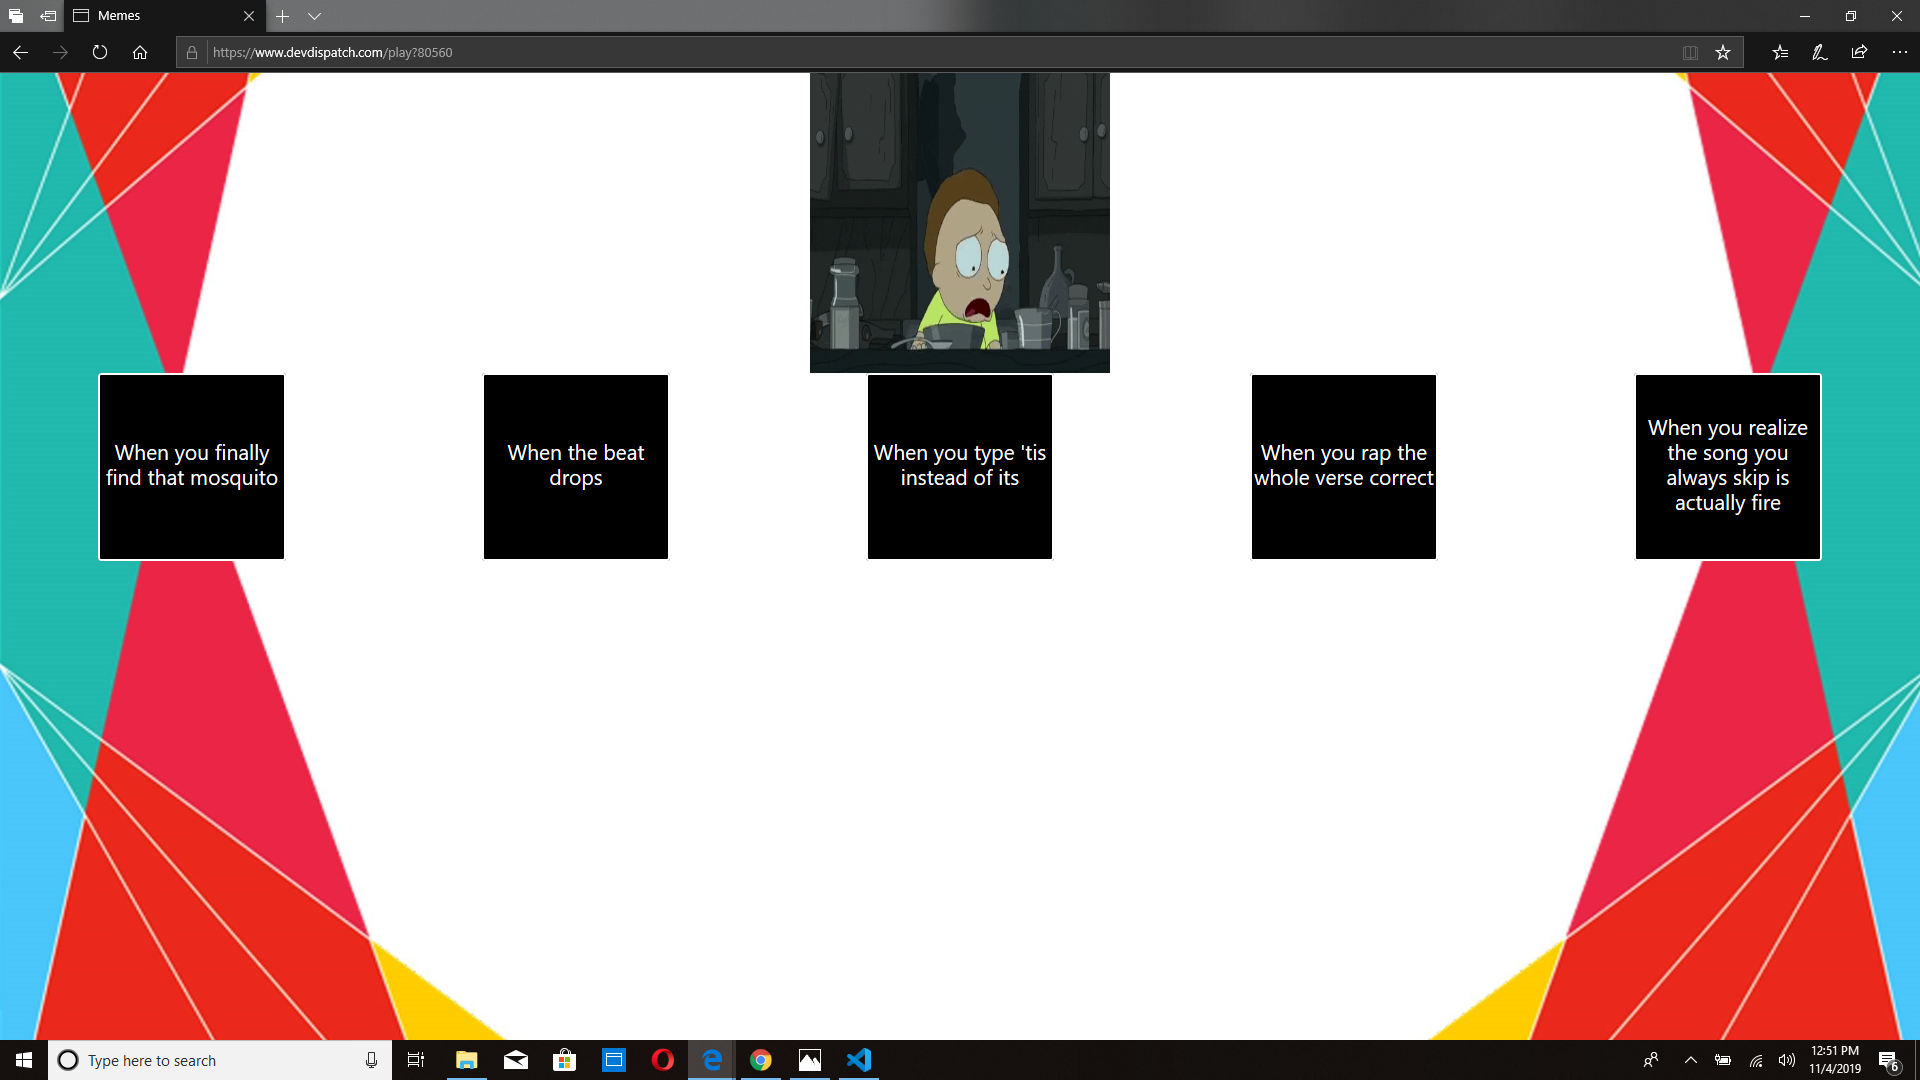 Memes
https://www.devdispatch.com/play?80560
When you finally
find that mosquito
When the beat
drops
When you type 'tis
instead of its
When you rap the
whole verse correct
When you realize
the song you
always skip is
actually fire
Type here to search
12:51 PM
11/4/2019
6